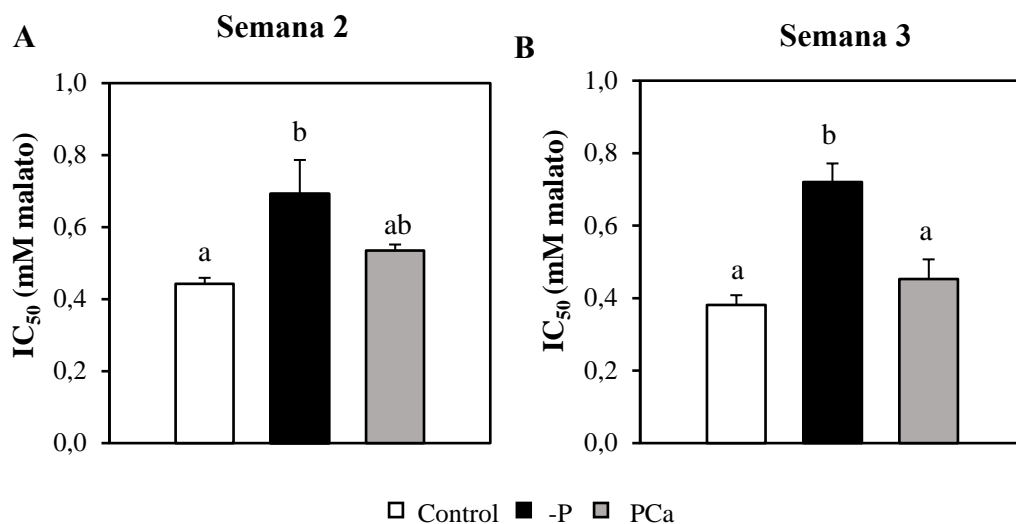 A
Semana 2
IC50 (mM malato)
1,0
0,8
0,6
0,4
0,2
0,0
a
b
ab
B
Semana 3
IC50 (mM malato)
1,0
0,8
0,6
0,4
0,2
0,0
a
b
a
Control -P PCa